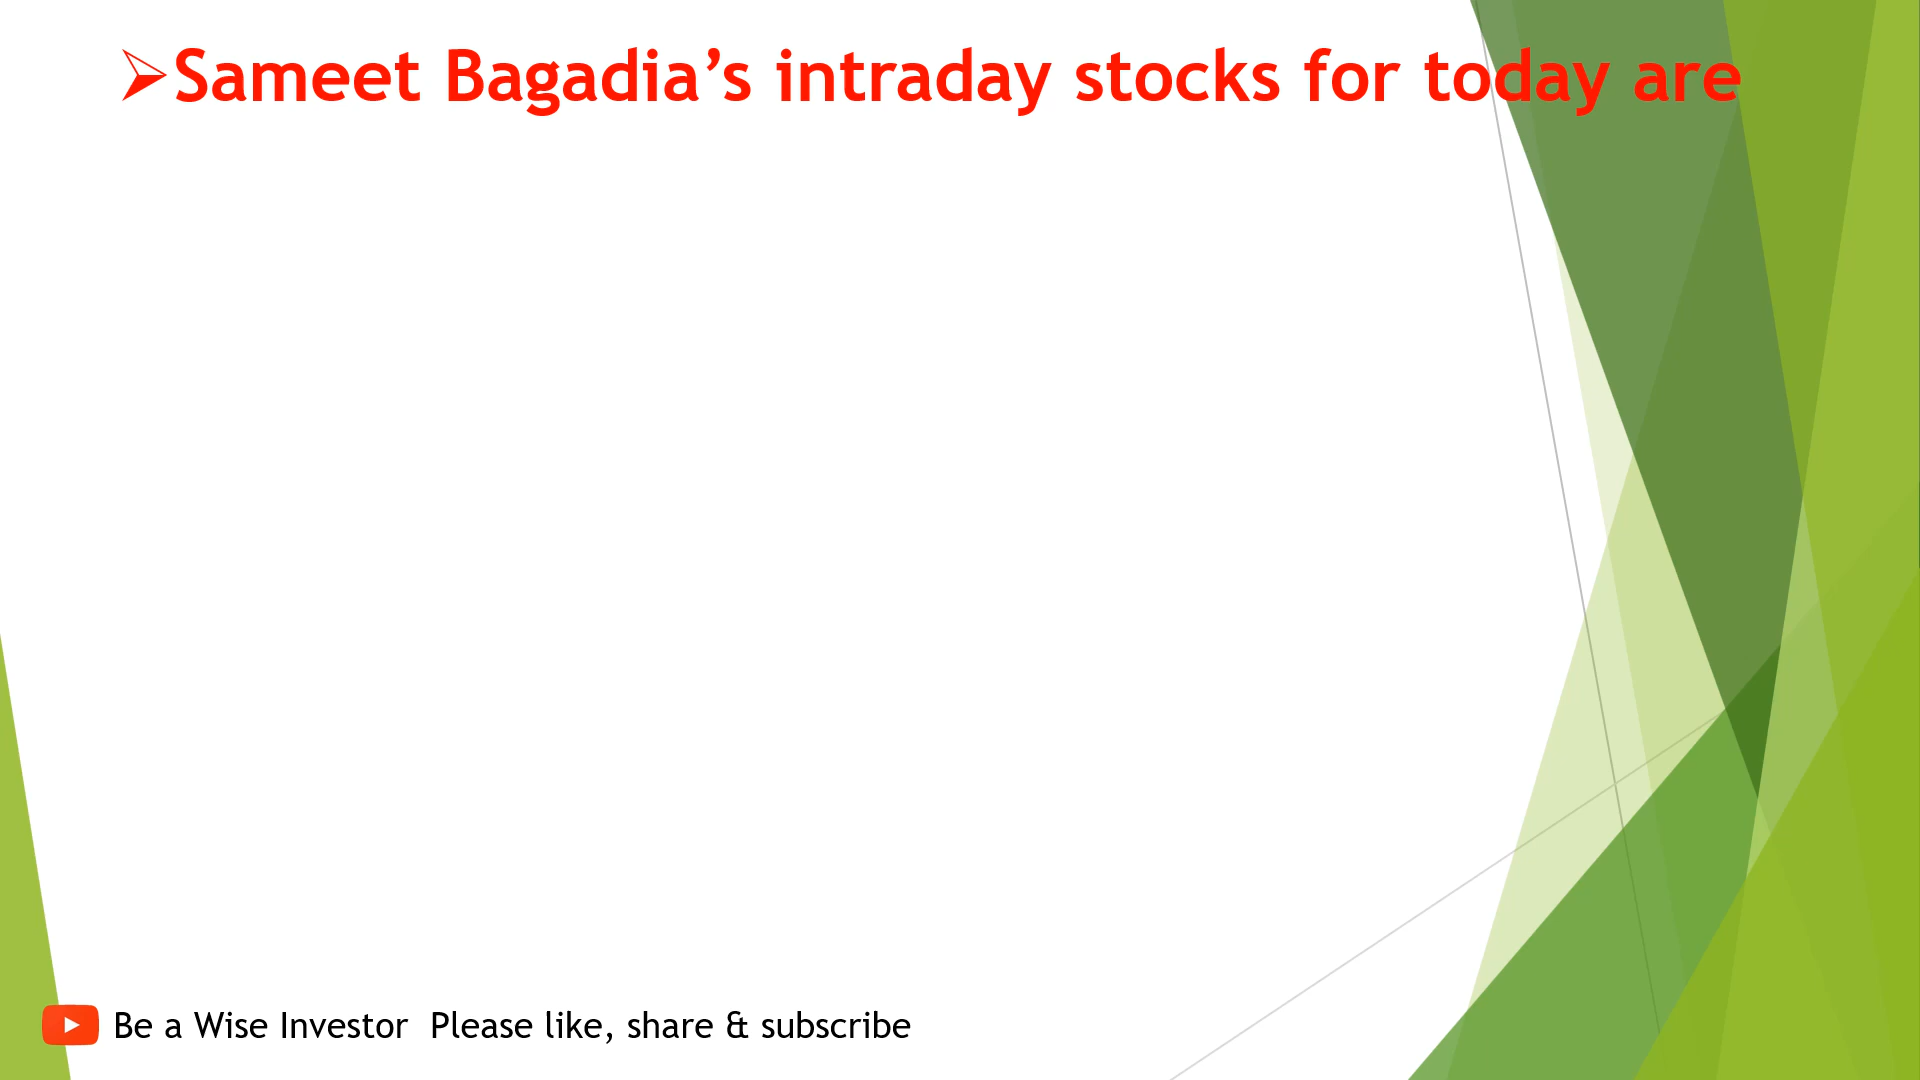 ➢Sameet Bagadia’s intraday stocks for today are
Be a Wise Investor Please like, share & subscribe